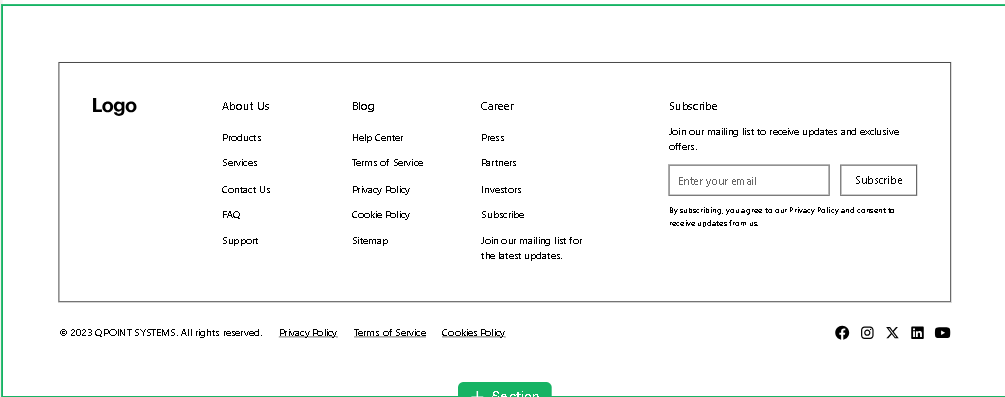 Logo
About Us
Products
Services
Contact Us
FAQ
Support
Blog
Help Center
Terms of Service
Privacy Policy
Cookie Policy
Sitemap
Career
Press
Partners
Investors
Subscribe
Join our mailing list for
the latest updates.
Subscribe
Join our mailing list to receive updates and exclusive
offers.
Enter your email
Subscribe
By subscribing, you agree to our Privacy Policy and consent to
receive updates from us.
© 2023 QPOINT SYSTEMS. All rights reserved. Privacy Policy Terms of Service Cookies Policy
+ Section